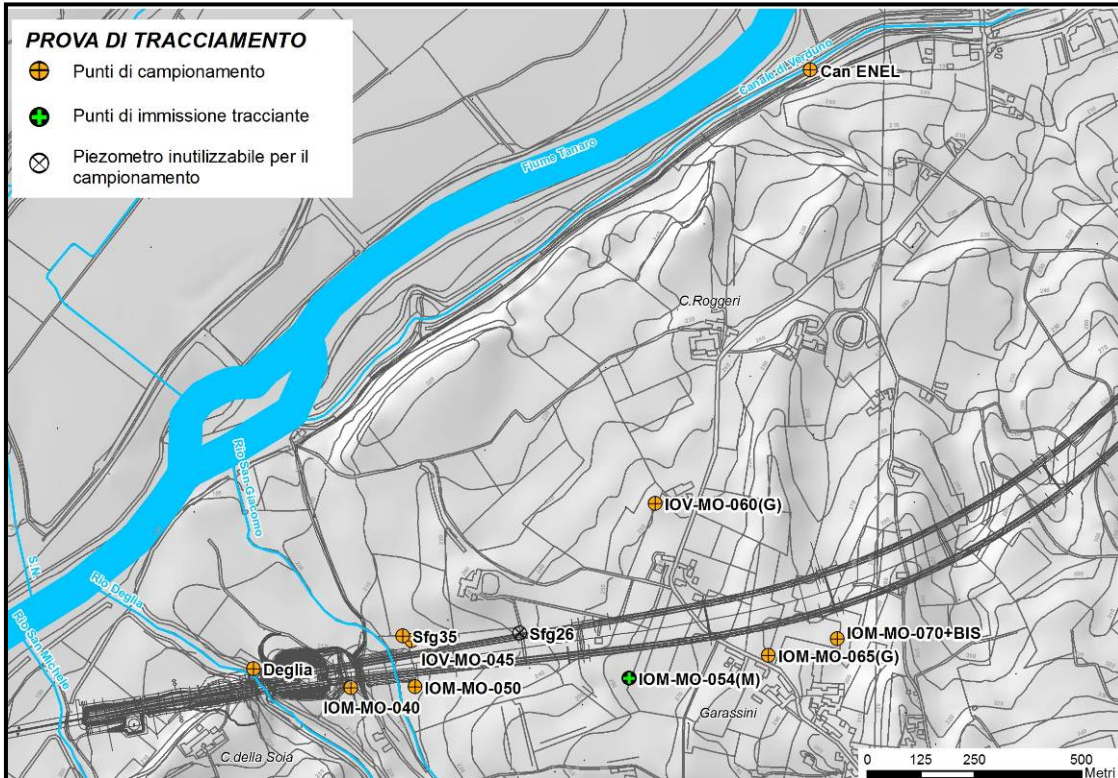 PROVA DI TRACCIAMENTO
Punti di campionamento
Punti di immissione tracciante
Piezometro inutilizzabile per il
campionamento
Can ENEL
Canale di Verduno
Fiume Tanaro
C.Roggeri
IOV-MO-060(G)
Rio San Giacomo
S.N.
Rio Deglia
Rio San Michele
Sfg35
Sfg26
IOV-MO-045
IOM-MO-070+BIS
IOM-MO-065(G)
Deglia
IOM-MO-050
IOM-MO-054(M)
IOM-MO-040
Garassini
C.della Soia
0 125 250 500
Metri